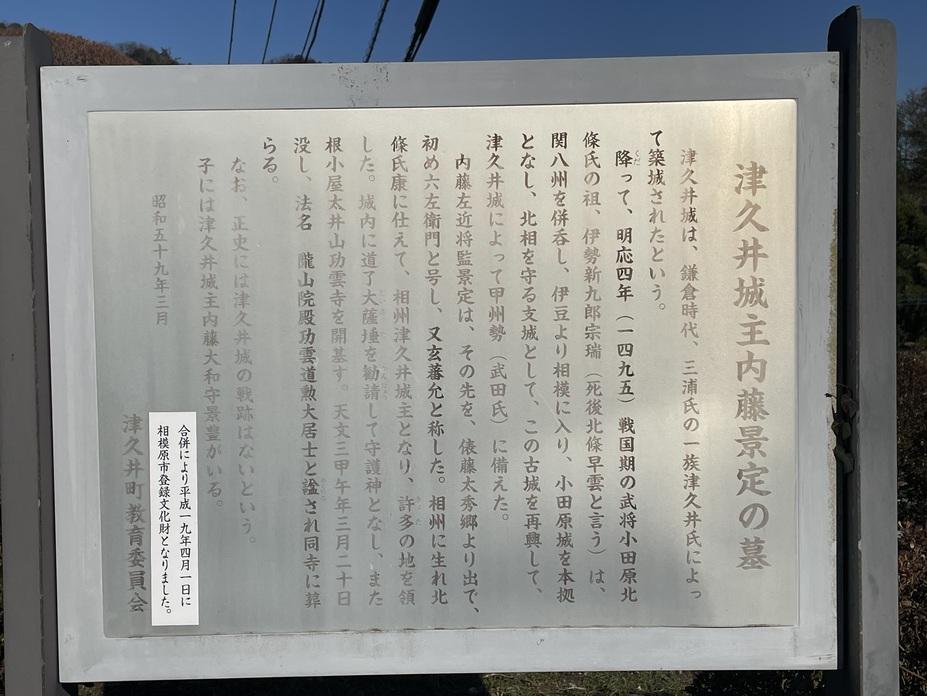 津久井城主内藤景定の墓
津久井城は、鎌倉時代、三浦氏の一族津久井氏によっ
て築城されたという。
降って、明応四年（一四九五）戦国期の武将小田原北
條氏の祖、伊勢新九郎宗瑞（死後北條早雲と言う）は、
関八州を併呑し、伊豆より相模に入り、小田原城を本拠
となし、北相を守る支城として、この古城を再興して、
津久井城によって甲州勢（武田氏）に備えた。
内藤左近将監景定は、その先を、俵藤太秀郷より出で、
初め六左衛門と号し、又玄蕃允と称した。相州に生れ北
條氏康に仕えて、相州津久井城主となり、許多の地を領
した。城内に道了大薩埵を勧請して守護神となし、また
根小屋太井山功雲寺を開基す。天文三甲午年三月二十日
没し、法名　隴山院殿功雲道勲大居士と諡され同寺に葬
らる。
なお、正史には津久井城の戦跡はないという。
子には津久井城主内藤大和守景豊がいる。
昭和五十九年三月
合併により平成一九年四月一日に
相模原市登録文化財となりました。
津久井町教育委員会